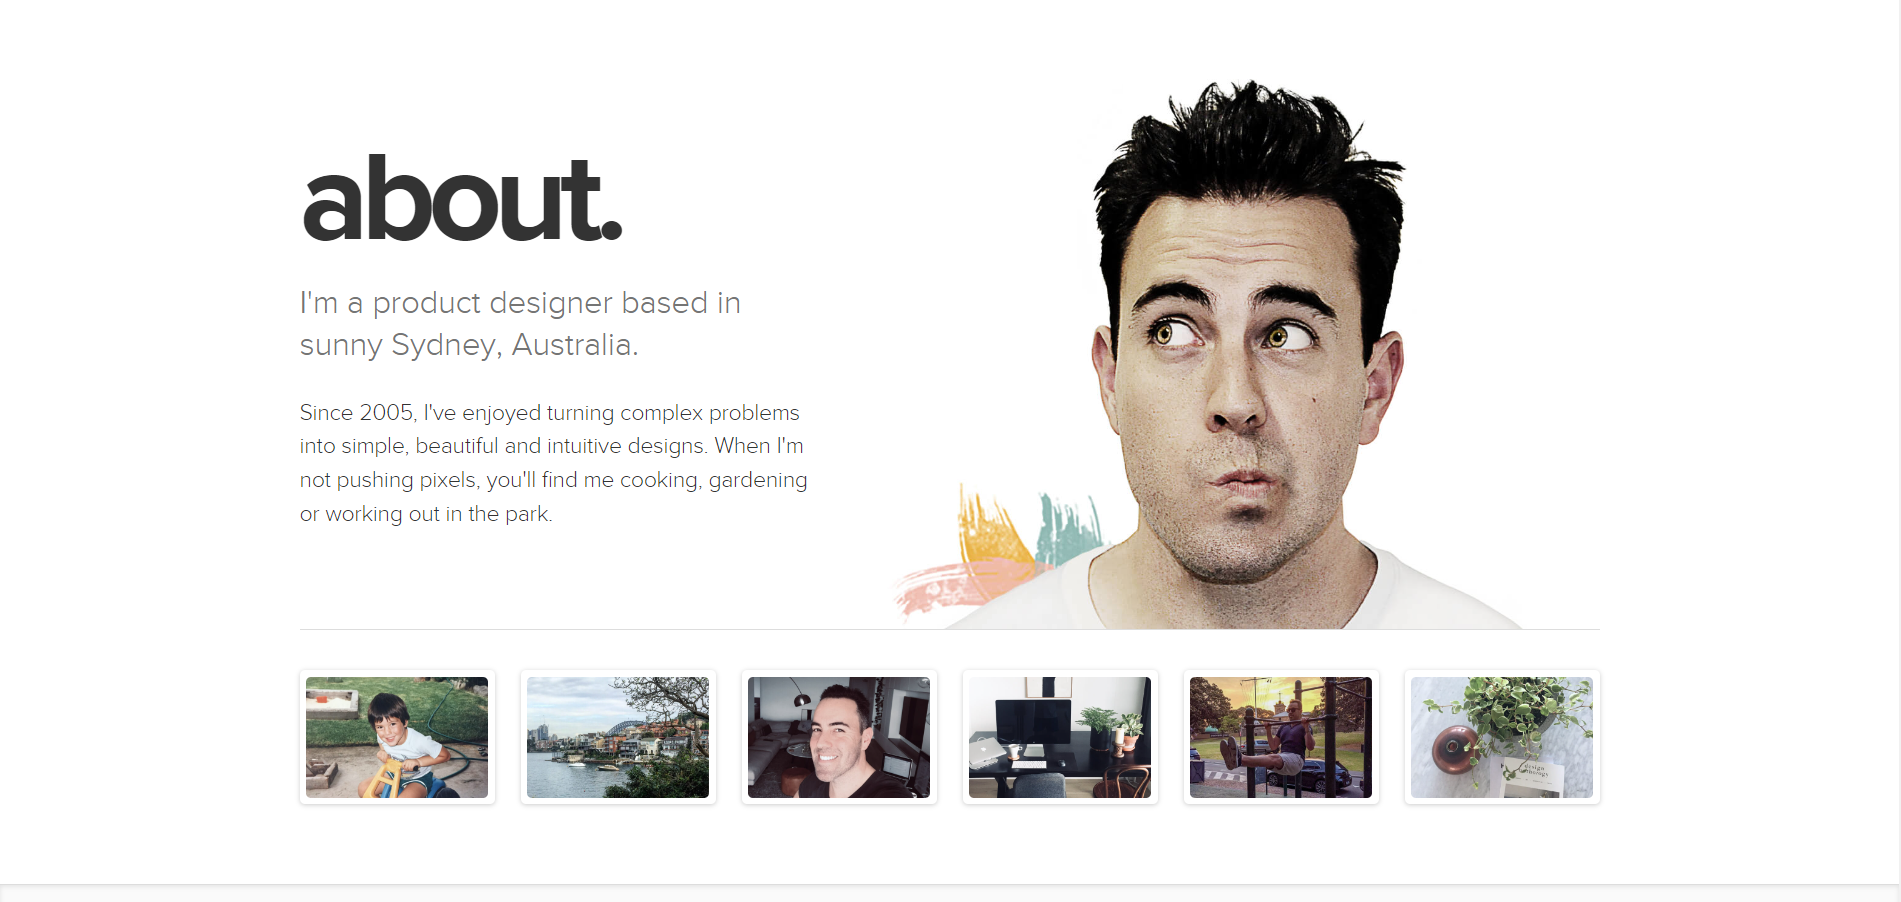 about.
I'm a product designer based in
sunny Sydney, Australia.
Since 2005, I've enjoyed turning complex problems
into simple, beautiful and intuitive designs. When I'm
not pushing pixels, you'll find me cooking, gardening
or working out in the park.
design